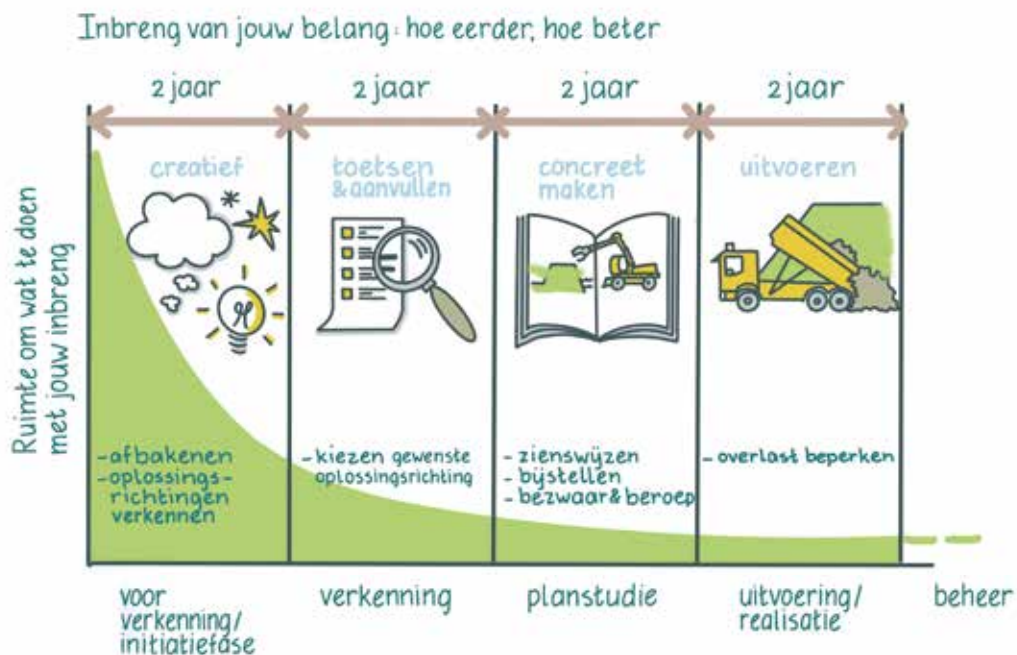 Inbreng van jouw belang: hoe eerder, hoe beter
2 jaar
2 jaar
2 jaar
2 jaar
Ruimte om wat te doen
met jouw inbreng
creatief
toetsen
& aanvullen
concreet
maken
uitvoeren
- afbakenen
- oplossings-
richtingen
verkennen
- kiezen gewenste
oplossingsrichting
- zienswijzen
- bijstellen
- bezwaar & beroep
- overlast beperken
voor
verkenning/
initiatiefase
verkenning
planstudie
uitvoering/
realisatie
beheer